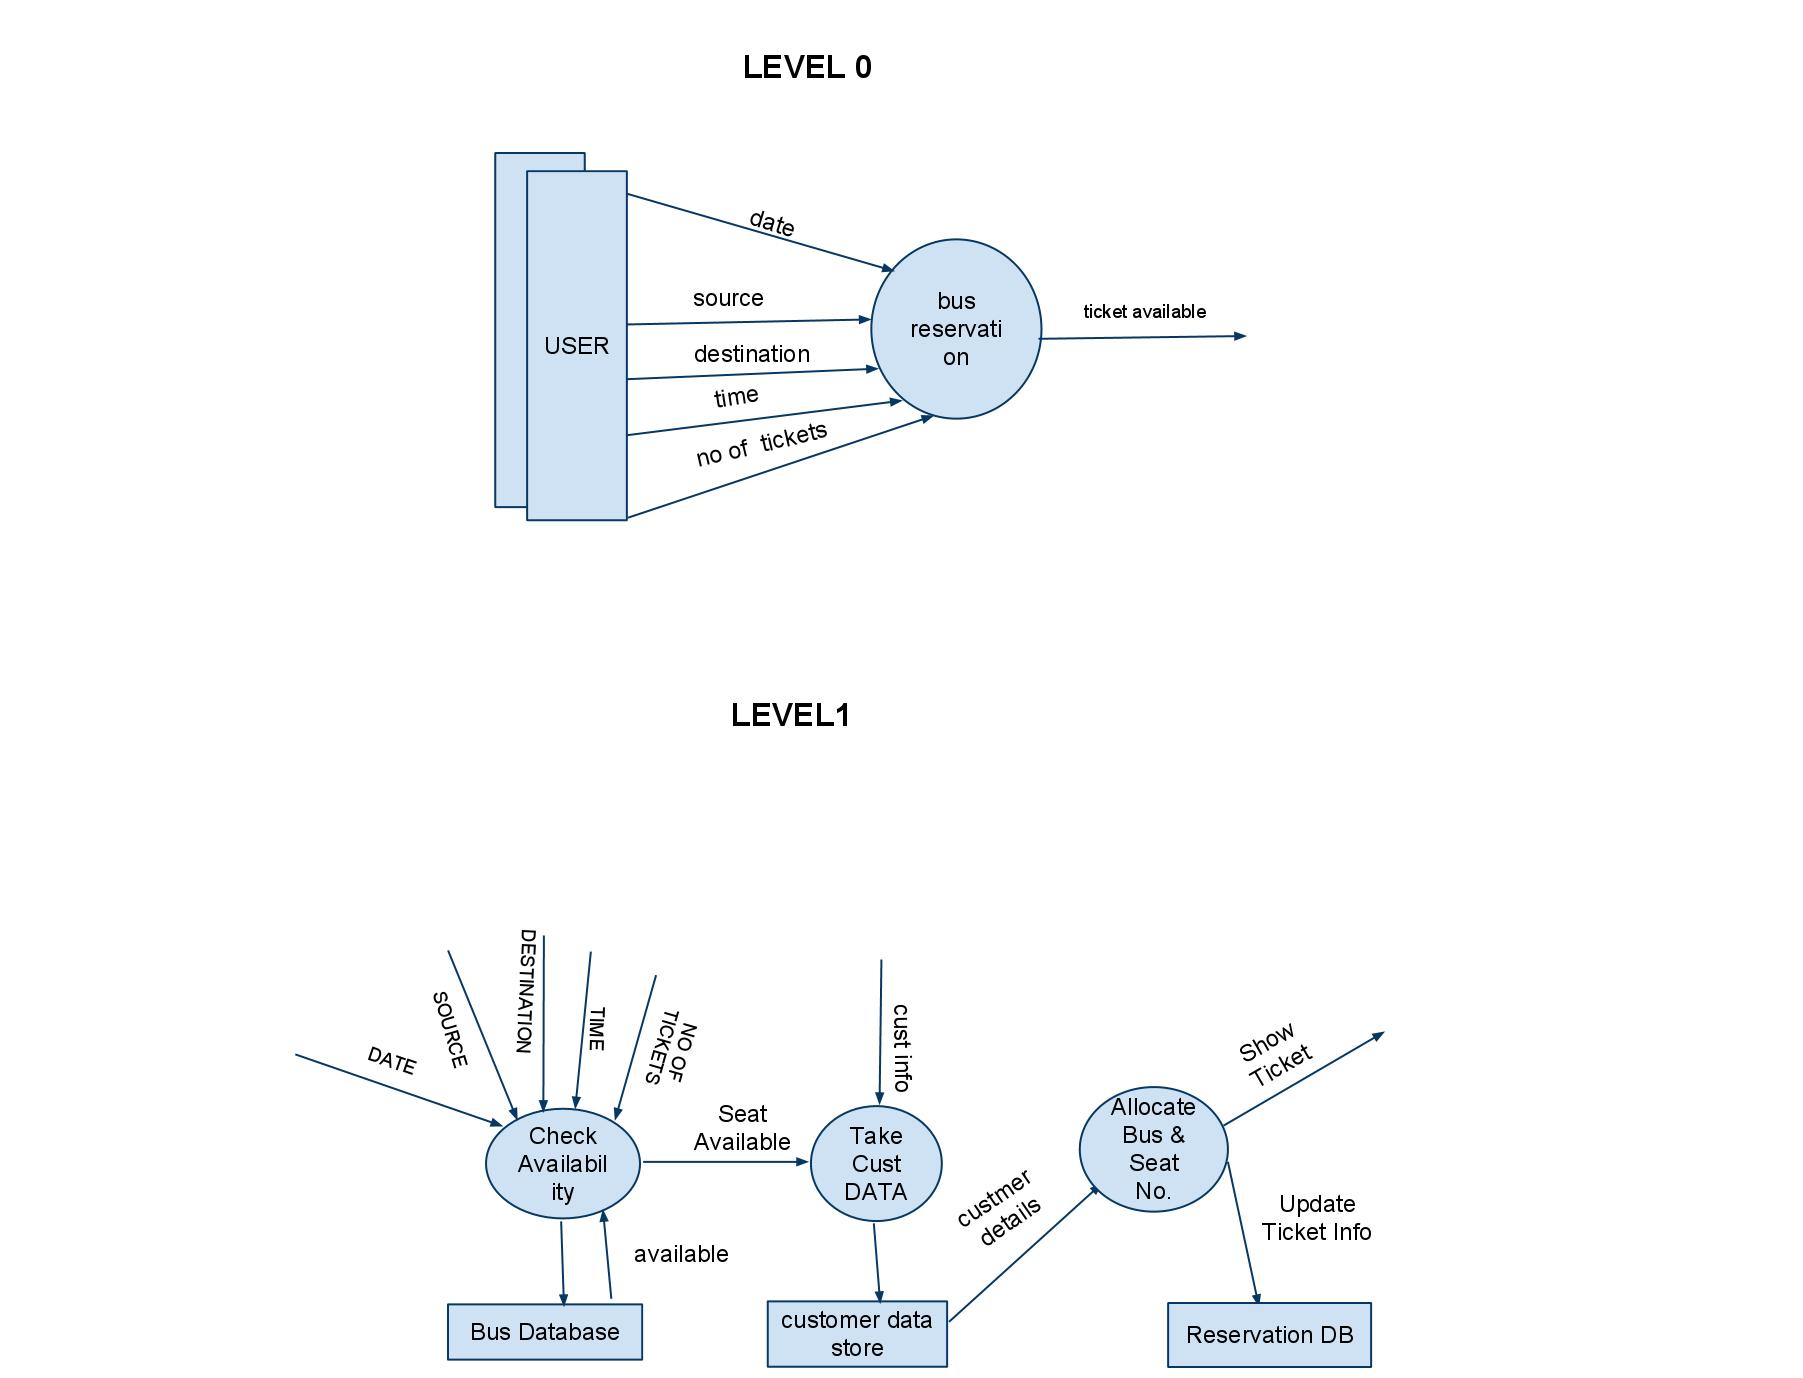 LEVEL 0
date
source
destination
time
no of tickets
USER
bus
reservati
on
ticket available
LEVEL1
DATE
SOURCE
DESTINATION
TIME
NO OF
TICKETS
Check
Availabil
ity
Seat
Available
available
Bus Database
cust info
Take
Cust
DATA
customer data
store
custmer
details
Allocate
Bus &
Seat
No.
Show
Ticket
Update
Ticket Info
Reservation DB